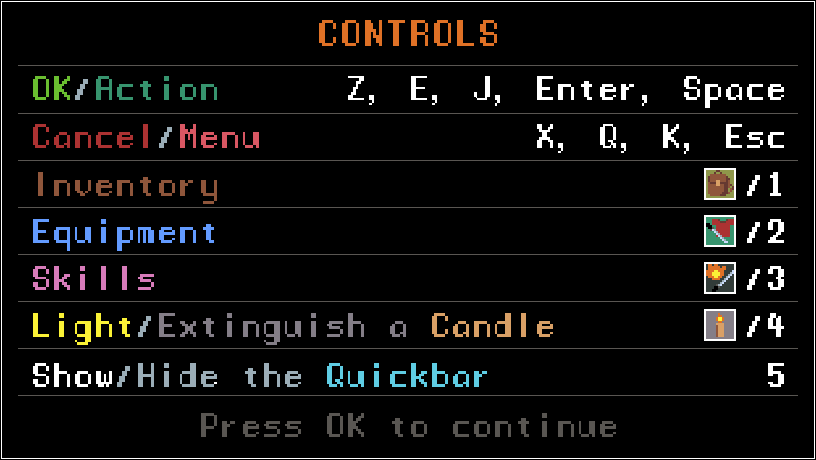 CONTROLS
OK/Action Z, E, J, Enter, Space
Cancel/Menu X, Q, K, Esc
Inventory /1
Equipment /2
Skills /3
Light/Extinguish a Candle /4
Show/Hide the Quickbar 5
Press OK to continue